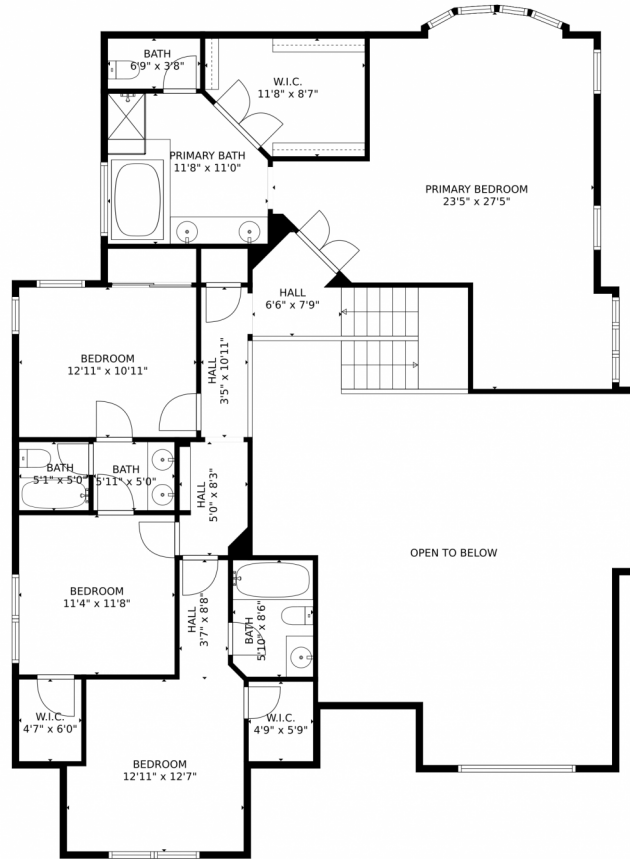 BATH
6'9" x 3'8"
W.I.C.
11'8" x 8'7"
PRIMARY BATH
11'8" x 11'0"
PRIMARY BEDROOM
23'5" x 27'5"
HALL
6'6" x 7'9"
BEDROOM
12'11" x 10'11"
HALL
3'5" x 10'11"
BATH
5'1" x 5'0"
BATH
5'11" x 5'0"
HALL
5'0" x 8'3"
OPEN TO BELOW
BEDROOM
11'4" x 11'8"
HALL
3'7" x 8'8"
BATH
5'10" x 8'6"
W.I.C.
4'7" x 6'0"
W.I.C.
4'9" x 5'9"
BEDROOM
12'11" x 12'7"